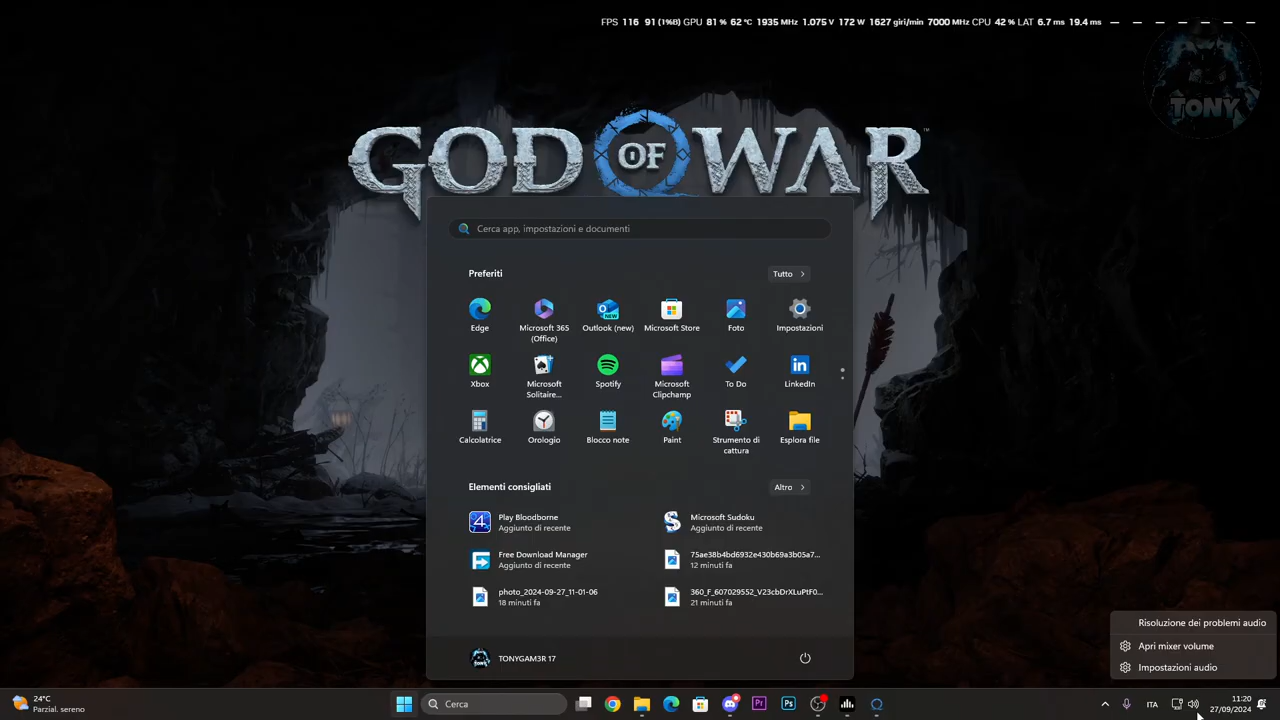 FPS 116 91 (1%8) GPU 81 % 62 °C 1935 MHz 1.075 V 172 W 1627 giri/min 7000 MHz CPU 42 % LAT 6.7 ms 19.4 ms — — — — — — —
TONY
GOD OF WAR™
Cerca app, impostazioni e documenti
Preferiti
Tutto
Edge
Microsoft 365
(Office)
Outlook (new)
Microsoft Store
Foto
Impostazioni
Xbox
Microsoft
Solitaire...
Spotify
Microsoft
Clipchamp
To Do
LinkedIn
Calcolatrice
Orologio
Blocco note
Paint
Strumento di
cattura
Esplora file
Elementi consigliati
Altro
Play Bloodborne
Aggiunto di recente
Microsoft Sudoku
Aggiunto di recente
Free Download Manager
Aggiunto di recente
75ae38b4bd6932e430b69a3b05a7...
12 minuti fa
photo_2024-09-27_11-01-06
18 minuti fa
360_F_607029552_V23cbDrXLuPtF0...
21 minuti fa
TONYGAM3R 17
Risoluzione dei problemi audio
Apri mixer volume
Impostazioni audio
24°C
Parzial. sereno
Cerca
ITA
11:20
27/09/2024